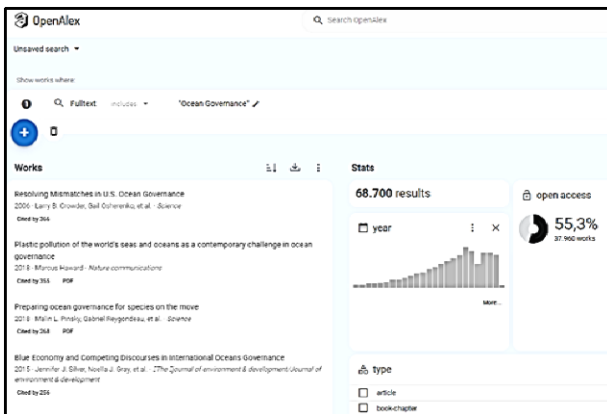 OpenAlex
Search OpenAlex
Unsaved search
Show works where
1 Fulltext includes "Ocean Governance"
Works
Resolving Mismatches in U.S. Ocean Governance
2006 · Larry B. Crowder, Gail Osherenko, et al. · Science
Cited by 366
Plastic pollution of the world's seas and oceans as a contemporary challenge in ocean
governance
2018 · Marcus Haward · Nature communications
Cited by 355 PDF
Preparing ocean governance for species on the move
2018 · Malin L. Pinsky, Gabriel Reygondeau, et al. · Science
Cited by PDF
Blue Economy and Competing Discourses in International Oceans Governance
2015 · Jennifer J. Silver, Noella J. Gray, et al. · The Journal of environment & development/Journal of
environment & development
Cited by 256
Stats
68.700 results
year
More...
type
article
book-chapter
open access
55,3%
37.960 works